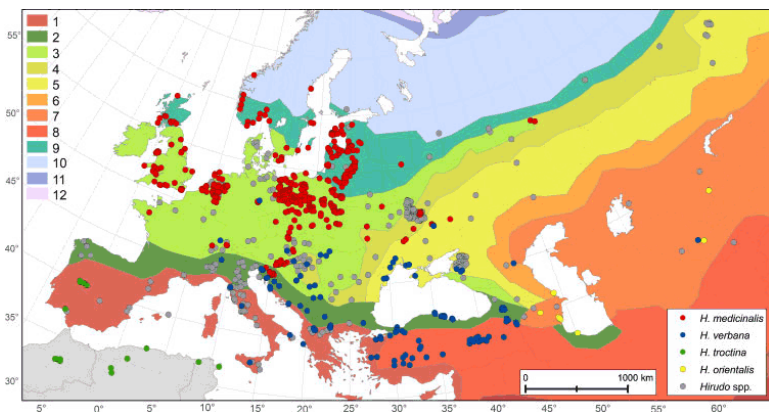 1
2
3
4
5
6
7
8
9
10
11
12
55°
50°
45°
40°
35°
30°
H. medicinalis
H. verbana
H. troctina
H. orientalis
Hirudo spp.
0 1000 km
5° 0° 5° 10° 15° 20° 25° 30° 35° 40° 45° 50° 55° 60°